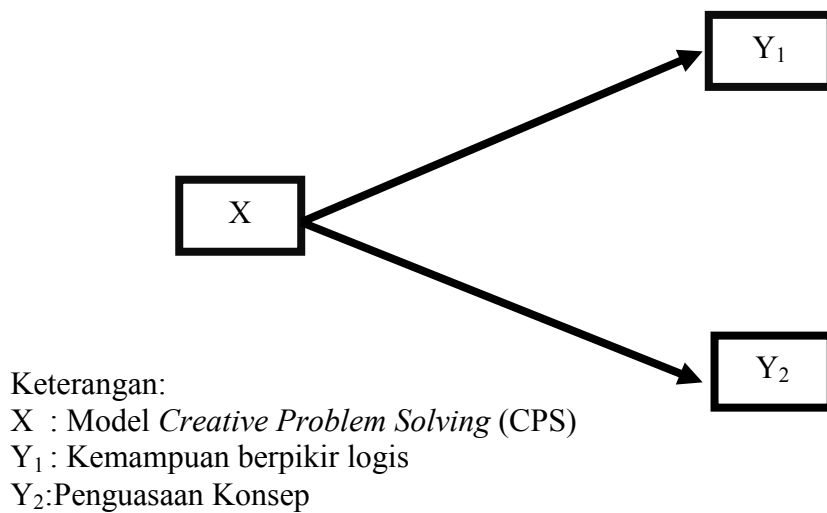 Y₁
X
Y₂
Keterangan:
X : Model Creative Problem Solving (CPS)
Y₁ : Kemampuan berpikir logis
Y₂:Penguasaan Konsep